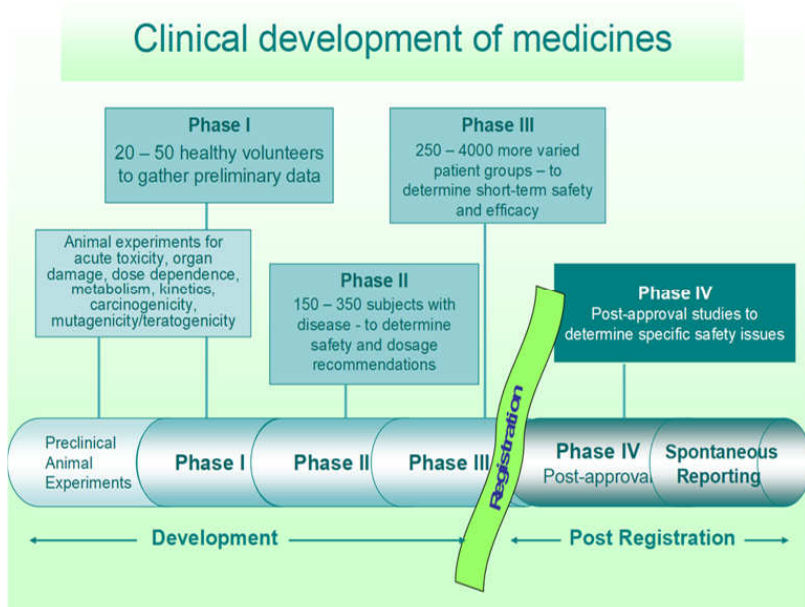 Clinical development of medicines
Phase I
20 – 50 healthy volunteers
to gather preliminary data
Phase III
250 – 4000 more varied
patient groups – to
determine short-term safety
and efficacy
Animal experiments for
acute toxicity, organ
damage, dose dependence,
metabolism, kinetics,
carcinogenicity,
mutagenicity/teratogenicity
Phase II
150 – 350 subjects with
disease - to determine
safety and dosage
recommendations
Phase IV
Post-approval studies to
determine specific safety issues
Registration
Preclinical
Animal
Experiments
Phase I
Phase II
Phase III
Phase IV
Post-approval
Spontaneous
Reporting
Development
Post Registration